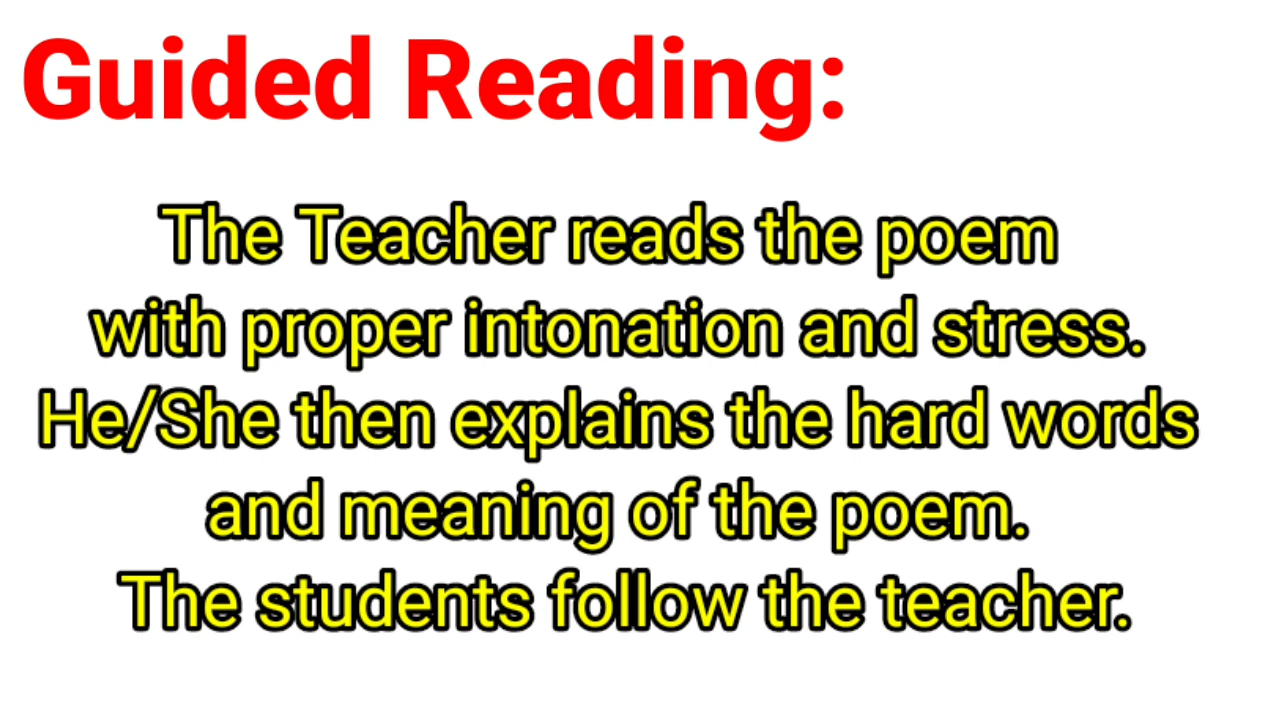 Guided Reading:
The Teacher reads the poem
with proper intonation and stress.
He/She then explains the hard words
and meaning of the poem.
The students follow the teacher.